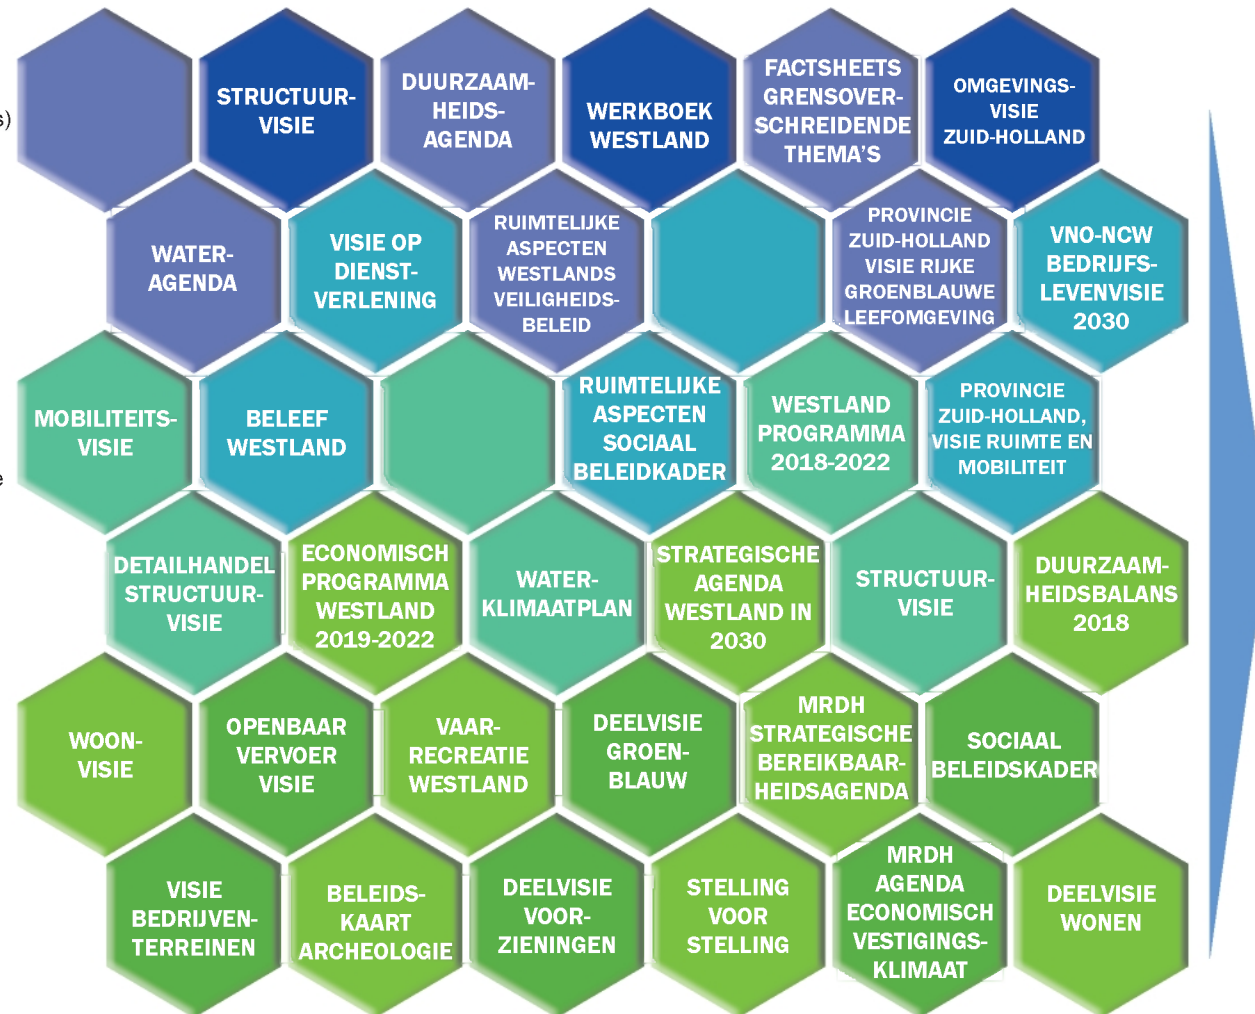 s)
STRUCTUUR-
VISIE
DUURZAAM-
HEIDS-
AGENDA
WERKBOEK
WESTLAND
FACTSHEETS
GRENSOVER-
SCHREIDENDE
THEMA'S
OMGEVINGS-
VISIE
ZUID-HOLLAND
WATER-
AGENDA
VISIE OP
DIENST-
VERLENING
RUIMTELIJKE
ASPECTEN
WESTLANDS
VEILIGHEIDS-
BELEID
PROVINCIE
ZUID-HOLLAND
VISIE RIJKE
GROENBLAUWE
LEEFOMGEVING
VNO-NCW
BEDRIJFS-
LEVENVISIE
2030
MOBILITEITS-
VISIE
BELEEF
WESTLAND
RUIMTELIJKE
ASPECTEN
SOCIAAL
BELEIDKADER
WESTLAND
PROGRAMMA
2018-2022
PROVINCIE
ZUID-HOLLAND,
VISIE RUIMTE EN
MOBILITEIT
e
DETAILHANDEL
STRUCTUUR-
VISIE
ECONOMISCH
PROGRAMMA
WESTLAND
2019-2022
WATER-
KLIMAATPLAN
STRATEGISCHE
AGENDA
WESTLAND IN
2030
STRUCTUUR-
VISIE
DUURZAAM-
HEIDSBALANS
2018
WOON-
VISIE
OPENBAAR
VERVOER
VISIE
VAAR-
RECREATIE
WESTLAND
DEELVISIE
GROEN-
BLAUW
MRDH
STRATEGISCHE
BEREIKBAAR-
HEIDSAGENDA
SOCIAAL
BELEIDSKADER
VISIE
BEDRIJVEN-
TERREINEN
BELEIDS-
KAART
ARCHEOLOGIE
DEELVISIE
VOOR-
ZIENINGEN
STELLING
VOOR
STELLING
MRDH
AGENDA
ECONOMISCH
VESTIGINGS-
KLIMAAT
DEELVISIE
WONEN